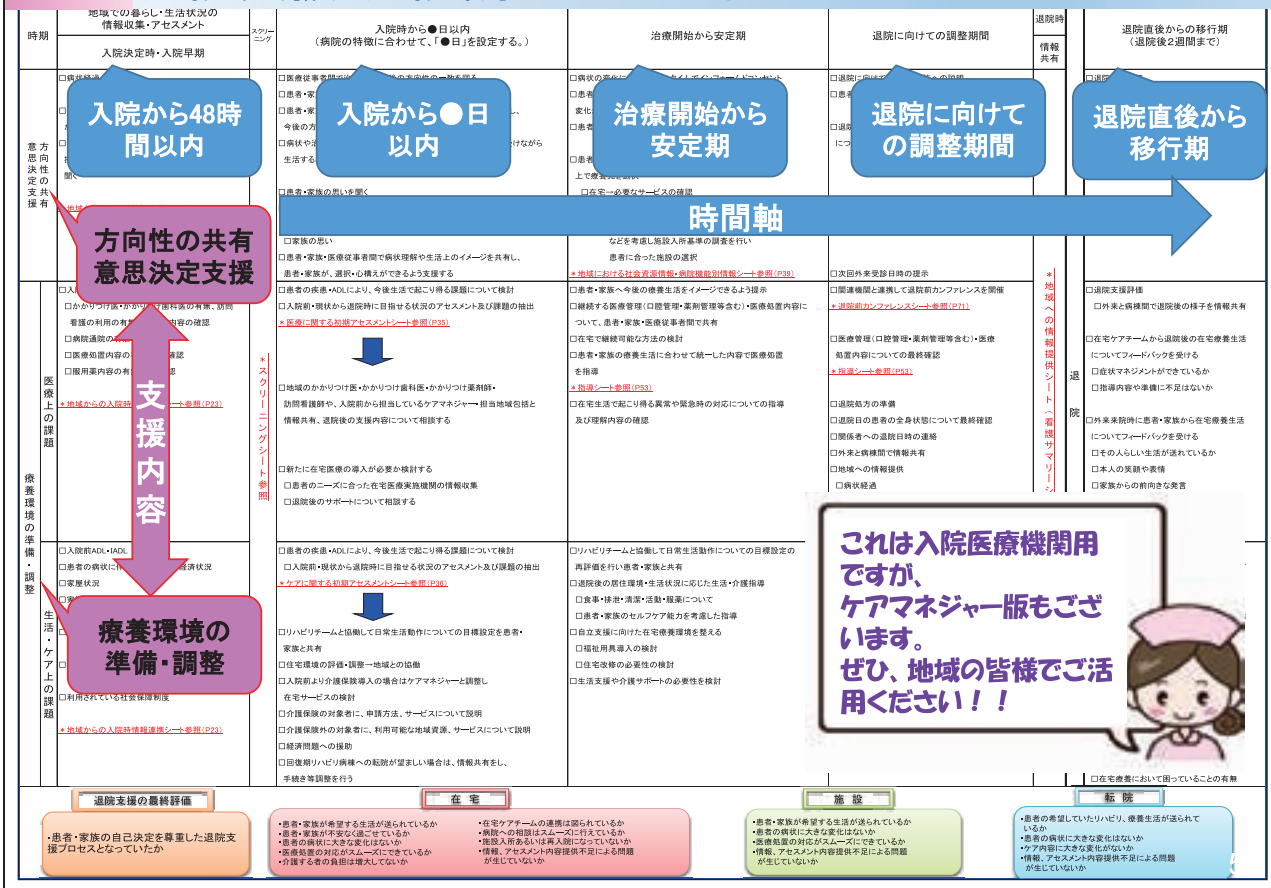 時期
地域での暮らし・生活状況の
情報収集・アセスメント
入院決定時・入院早期
スクリー
ニング
入院時から●日以内
(病院の特徴に合わせて、「●日」を設定する。)
治療開始から安定期
退院に向けての調整期間
退院時
情報
共有
退院直後からの移行期
(退院後2週間まで)
入院から48時
間以内
入院から●日
以内
治療開始から
安定期
退院に向けて
の調整期間
退院直後から
移行期
時間軸
方向性の共有
意思決定支援
方向性の共有
意思決定支援
支援内容
療養環境の
準備・調整
療養環境の準備・調整
医療上の課題
生活・ケア上の課題
□患者・家族の思いを聞く
□家族の思い
□患者・家族・医療従事者間で病状理解や生活上のイメージを共有し、
患者・家族が、選択・心構えができるよう支援する
□在宅→必要なサービスの確認
などを考慮し施設入所基準の調査を行い
患者に合った施設の選択
*地域における社会資源情報・病院機能別情報シート参照(P39)
□次回外来受診日時の提示
看護の利用の有
内容の確認
□病院通院の
□医療処置内容の
確認
□服用薬内容の有
*地域からの入院時
シート参照(P23)
*スクリーニングシート参照
□患者の疾患・ADLにより、今後生活で起こり得る課題について検討
□入院前・現状から退院時に目指せる状況のアセスメント及び課題の抽出
*医療に関する初期アセスメントシート参照(P35)
□地域のかかりつけ医・かかりつけ歯科医・かかりつけ薬剤師・
訪問看護師や、入院前から担当しているケアマネジャー・担当地域包括と
情報共有、退院後の支援内容について相談する
□新たに在宅医療の導入が必要か検討する
□患者のニーズに合った在宅医療実施機関の情報収集
□退院後のサポートについて相談する
□患者・家族へ今後の療養生活をイメージできるよう提示
□継続する医療管理(口腔管理・薬剤管理等含む)・医療処置内容に
ついて、患者・家族・医療従事者間で共有
□在宅で継続可能な方法の検討
□患者・家族の療養生活に合わせて統一した内容で医療処置
を指導
*指導シート参照(P53)
□在宅生活で起こり得る異常や緊急時の対応についての指導
及び理解内容の確認
□関連機関と連携して退院前カンファレンスを開催
*退院前カンファレンスシート参照(P71)
□医療管理(口腔管理・薬剤管理等含む)・医療
処置内容についての最終確認
*指導シート参照(P53)
□退院処方の準備
□退院日の患者の全身状態について最終確認
□関係者への退院日時の連絡
□外来と病棟間で情報共有
□地域への情報提供
□病状経過
*地域への情報提供シート(看護サマリーシ
退院
□退院支援評価
□外来と病棟間で退院後の様子を情報共有
□在宅ケアチームから退院後の在宅療養生活
についてフィードバックを受ける
□症状マネジメントができているか
□指導内容や準備に不足はないか
□外来来院時に患者・家族から在宅療養生活
についてフィードバックを受ける
□その人らしい生活が送れているか
□本人の笑顔や表情
□家族からの前向きな発言
□入院前ADL・IADL
□患者の病状に
経済状況
□家屋状況
□利用されている社会保障制度
*地域からの入院時情報連携シート参照(P23)
□患者の疾患・ADLにより、今後生活で起こり得る課題について検討
□入院前・現状から退院時に目指せる状況のアセスメント及び課題の抽出
*ケアに関する初期アセスメントシート参照(P36)
□リハビリチームと協働して日常生活動作についての目標設定を患者・
家族と共有
□住宅環境の評価・調整→地域との協働
□入院前より介護保険導入の場合はケアマネジャーと調整し
在宅サービスの検討
□介護保険の対象者に、申請方法、サービスについて説明
□介護保険外の対象者に、利用可能な地域資源、サービスについて説明
□経済問題への援助
□回復期リハビリ病棟への転院が望ましい場合は、情報共有をし、
手続き等調整を行う
□リハビリチームと協働して日常生活動作についての目標設定の
再評価を行い患者・家族と共有
□退院後の居住環境・生活状況に応じた生活・介護指導
□食事・排泄・清潔・活動・服薬について
□患者・家族のセルフケア能力を考慮した指導
□自立支援に向けた在宅療養環境を整える
□福祉用具導入の検討
□住宅改修の必要性の検討
□生活支援や介護サポートの必要性を検討
これは入院医療機関用
ですが、
ケアマネジャー版もござ
います。
ぜひ、地域の皆様でご活
用ください!!
□在宅療養において困っていることの有無
退院支援の最終評価
・患者・家族の自己決定を尊重した退院支
援プロセスとなっていたか
在宅
・患者・家族が希望する生活が送られているか
・患者・家族が不安なく過ごせているか
・患者の病状に大きな変化はないか
・医療処置の対応がスムーズにできているか
・介護する者の負担は増大してないか
・在宅ケアチームの連携は図られているか
・病院への相談はスムーズに行えているか
・施設入所あるいは再入院になっていないか
・情報、アセスメント内容提供不足による問題
が生じていないか
施設
・患者・家族が希望する生活が送られているか
・患者の病状に大きな変化はないか
・医療処置の対応がスムーズにできているか
・情報、アセスメント内容提供不足による問題
が生じていないか
転院
・患者の希望していたリハビリ、療養生活が送られて
いるか
・患者の病状に大きな変化はないか
・ケア内容に大きな変化がないか
・情報、アセスメント内容提供不足による問題
が生じていないか